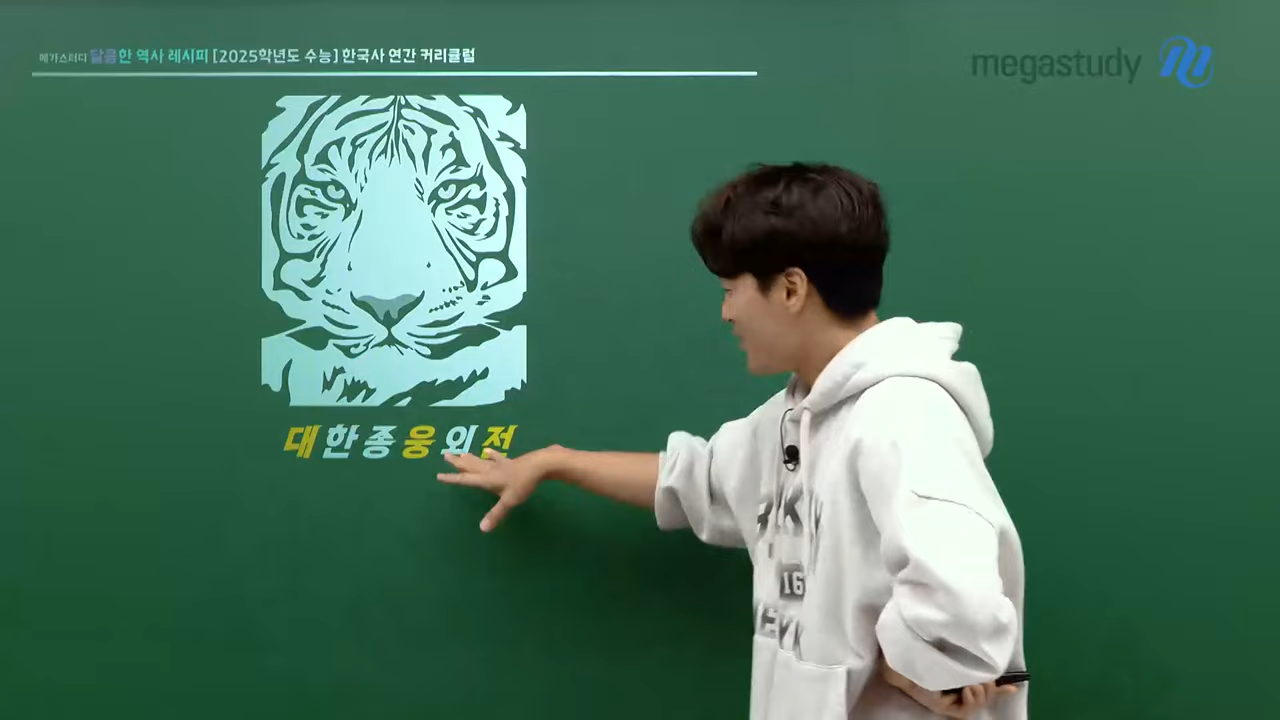 메가스터디 달콤한 역사 레시피 [2025학년도 수능] 한국사 연간 커리큘럼
megastudy
대한종웅외전
16